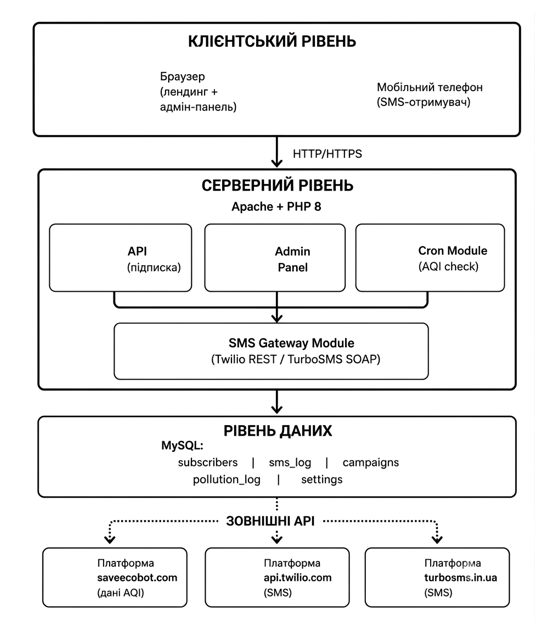 КЛІЄНТСЬКИЙ РІВЕНЬ
Браузер
(лендинг +
адмін-панель)
Мобільний телефон
(SMS-отримувач)
HTTP/HTTPS
СЕРВЕРНИЙ РІВЕНЬ
Apache + PHP 8
API
(підписка)
Admin
Panel
Cron Module
(AQI check)
SMS Gateway Module
(Twilio REST / TurboSMS SOAP)
РІВЕНЬ ДАНИХ
MySQL:
subscribers | sms_log | campaigns
pollution_log | settings
ЗОВНІШНІ АРІ
Платформа
saveecobot.com
(дані AQI)
Платформа
api.twilio.com
(SMS)
Платформа
turbosms.in.ua
(SMS)